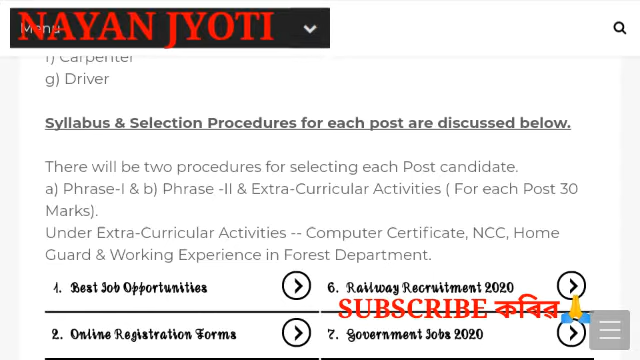 NAYAN JYOTI
Menu
f) Carpenter
g) Driver
Syllabus & Selection Procedures for each post are discussed below.
There will be two procedures for selecting each Post candidate.
a) Phrase-I & b) Phrase -II & Extra-Curricular Activities ( For each Post 30
Marks).
Under Extra-Curricular Activities -- Computer Certificate, NCC, Home
Guard & Working Experience in Forest Department.
1. Best Job Opportunities
6. Railway Recruitment 2020
SUBSCRIBE কৰিব🙏
2. Online Registration Forms
7. Government Jobs 2020